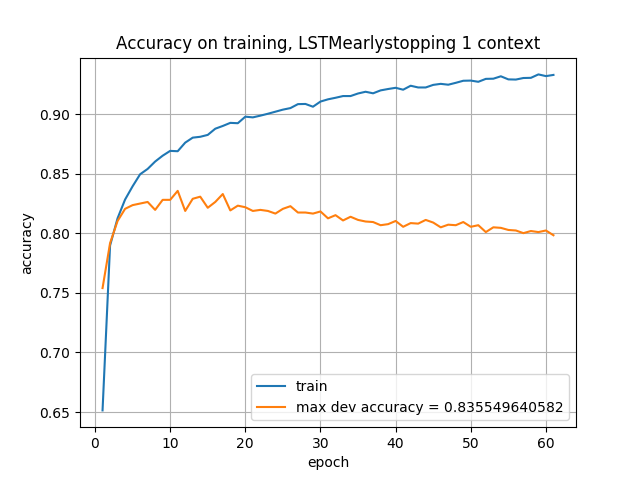 Accuracy on training, LSTMearlystopping 1 context
accuracy
0.90
0.85
0.80
0.75
0.70
0.65
0
10
20
30
40
50
60
epoch
train
max dev accuracy = 0.835549640582